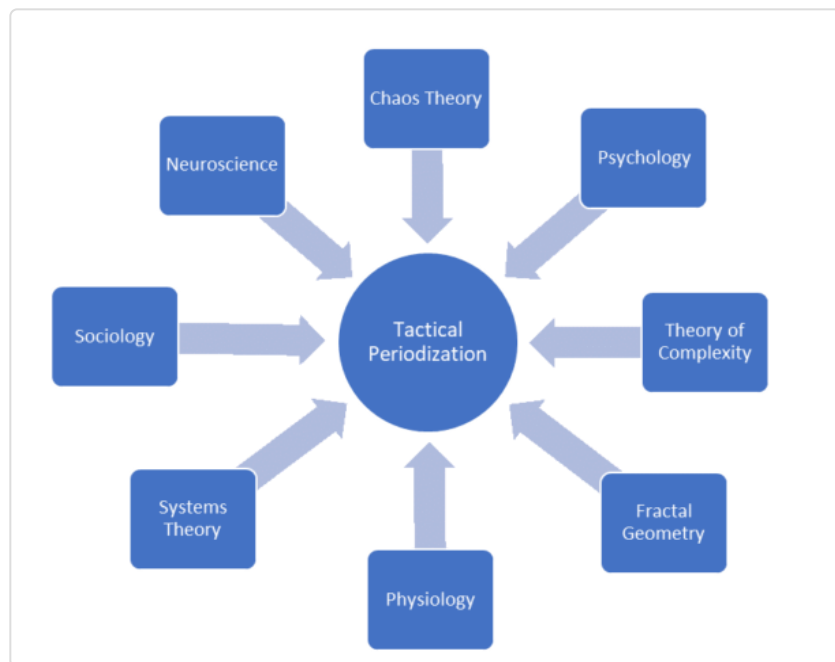 Chaos Theory
Neuroscience
Psychology
Sociology
Tactical
Periodization
Theory of
Complexity
Systems
Theory
Fractal
Geometry
Physiology